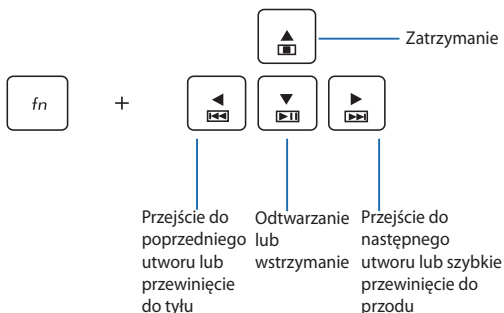 Zatrzymanie
fn +
Przejście do
poprzedniego
utworu lub
przewinięcie
do tyłu
Odtwarzanie
lub
wstrzymanie
Przejście do
następnego
utworu lub szybkie
przewinięcie do
przodu